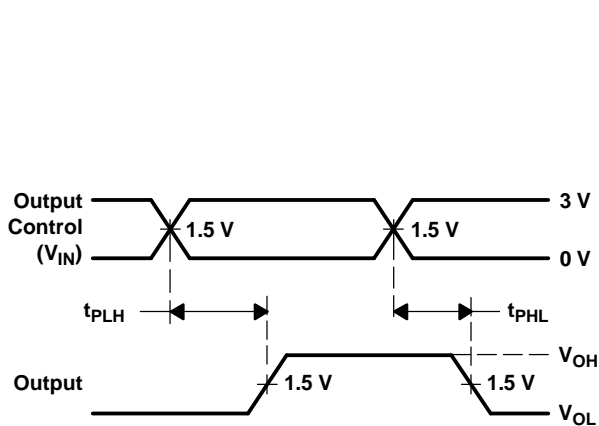 Output
Control
(VIN)
1.5 V
1.5 V
3 V
0 V
tPLH
tPHL
Output
1.5 V
1.5 V
VOH
VOL